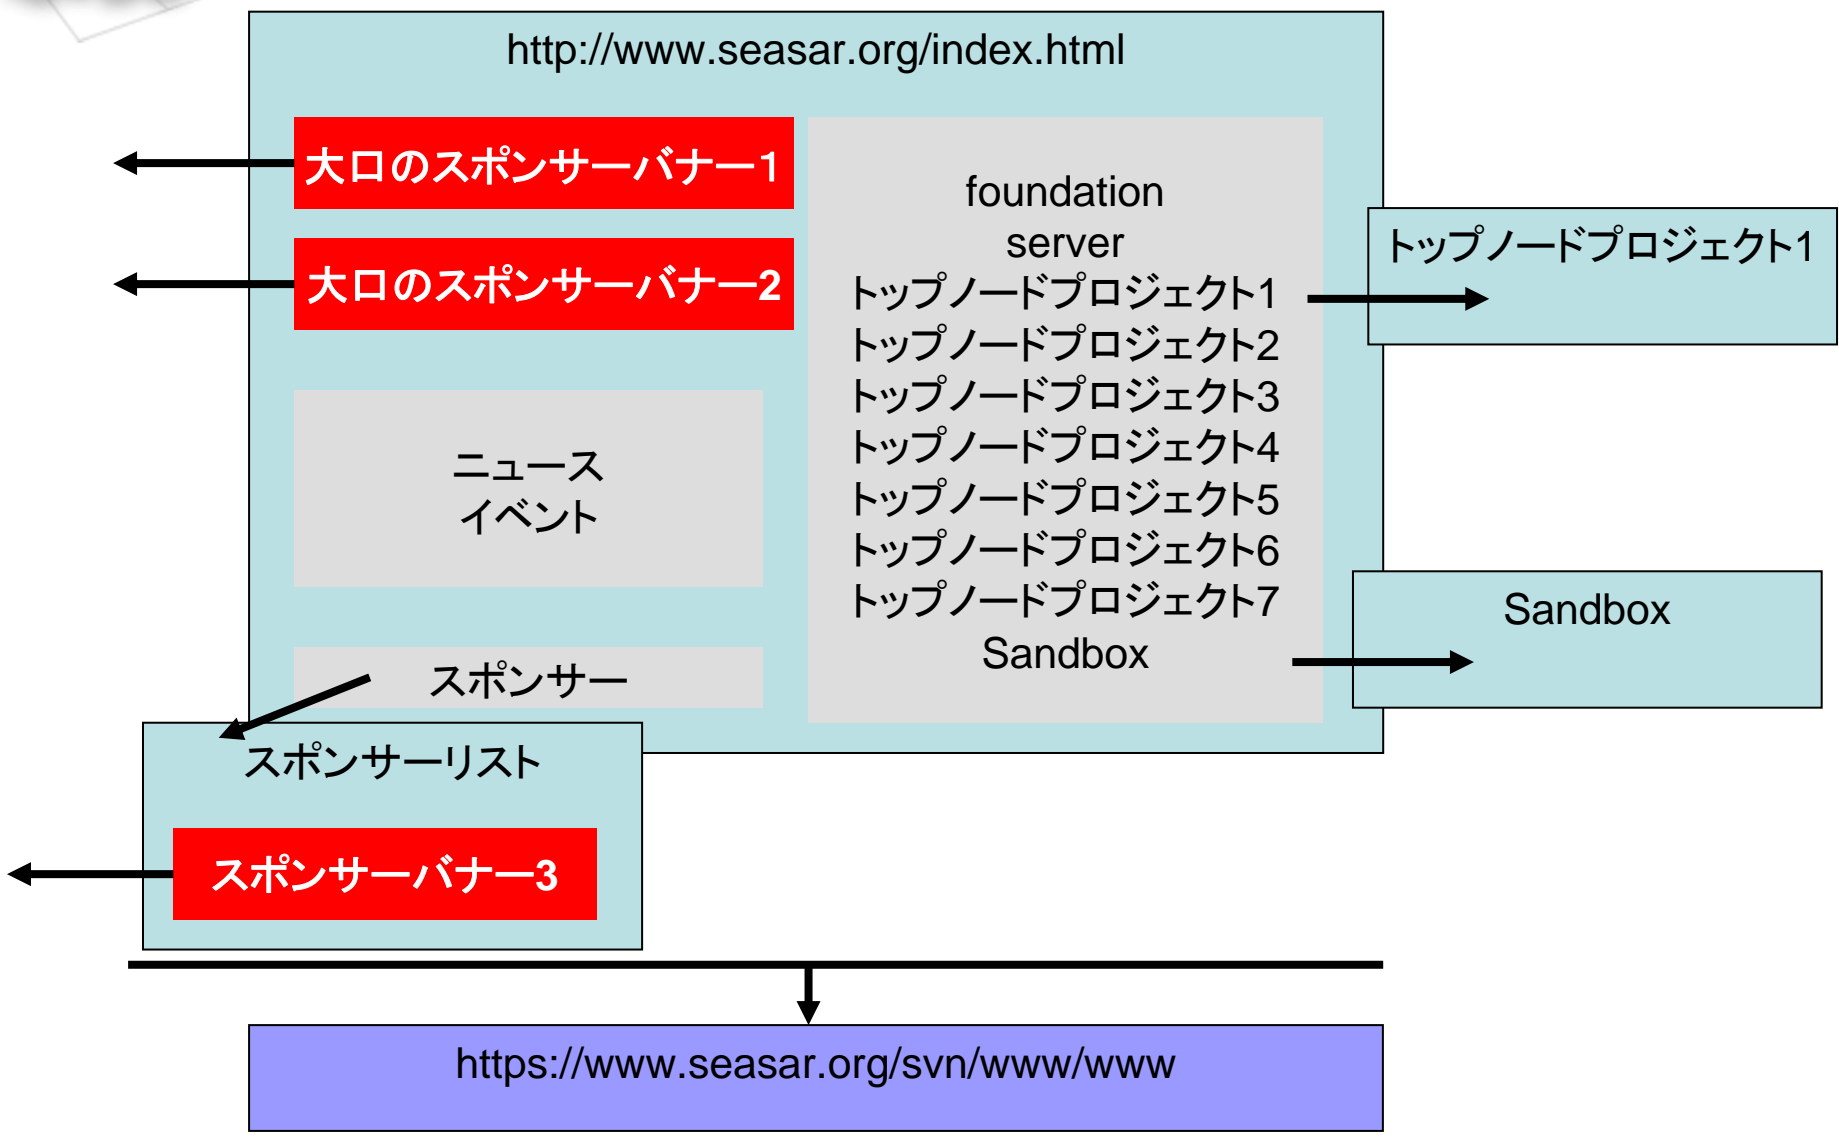 http://www.seasar.org/index.html
大口のスポンサーバナー１
大口のスポンサーバナー2
ニュース
イベント
スポンサー
foundation
server
トップノードプロジェクト1
トップノードプロジェクト2
トップノードプロジェクト3
トップノードプロジェクト4
トップノードプロジェクト5
トップノードプロジェクト6
トップノードプロジェクト7
Sandbox
トップノードプロジェクト1
Sandbox
スポンサーリスト
スポンサーバナー3
https://www.seasar.org/svn/www/www